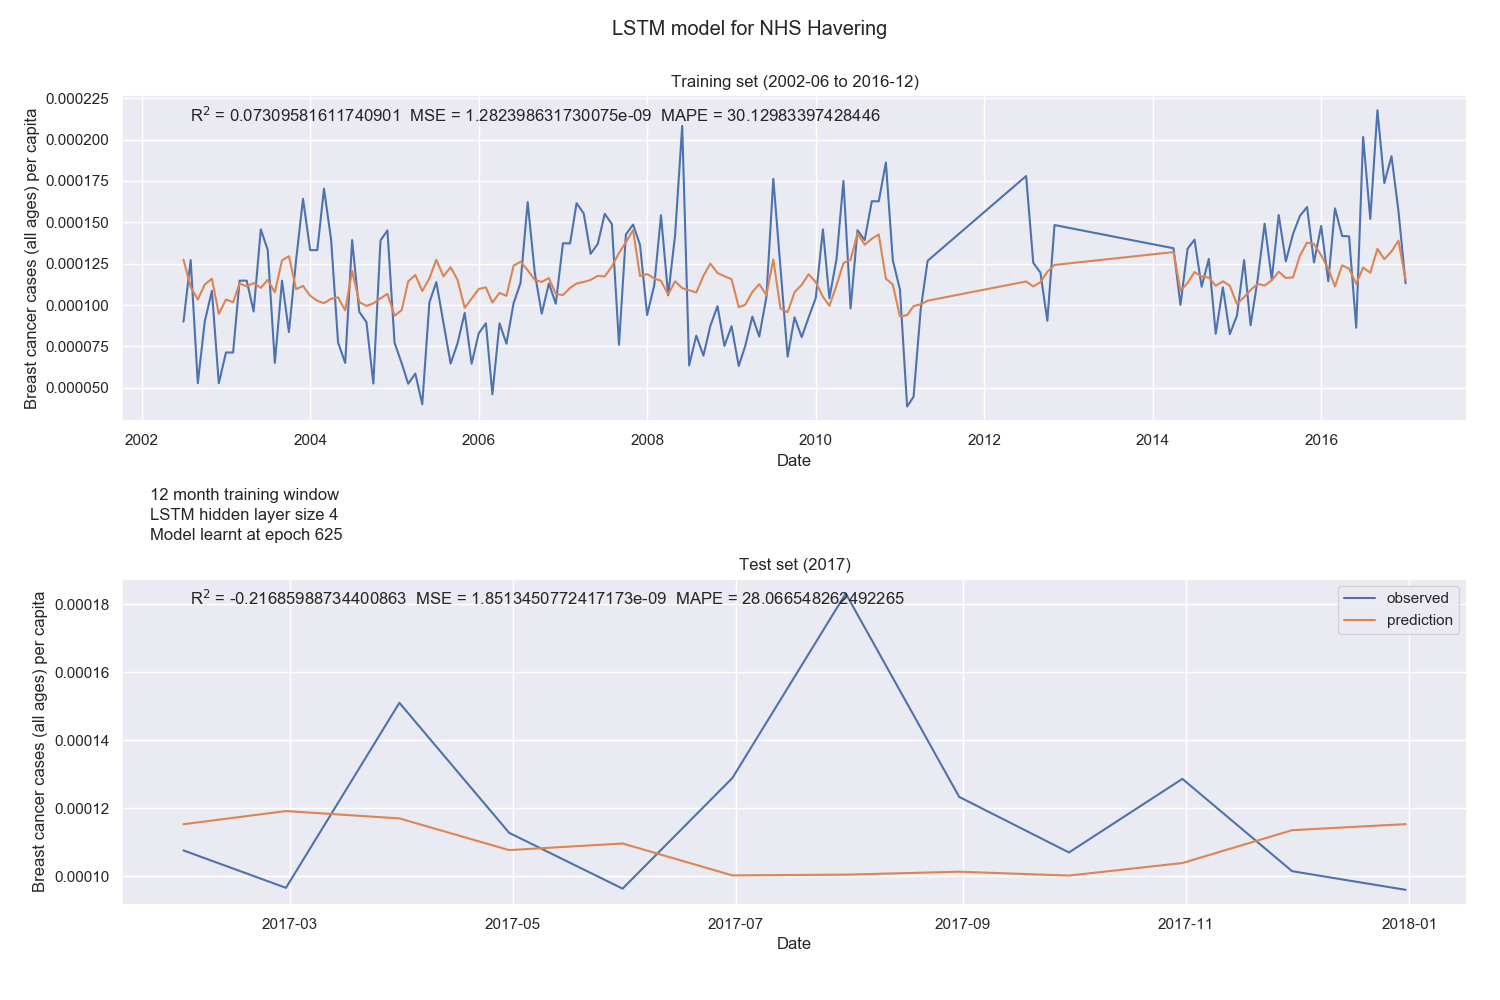 LSTM model for NHS Havering
Training set (2002-06 to 2016-12)
R² = 0.07309581611740901 MSE = 1.282398631730075e-09 MAPE = 30.12983397428446
Breast cancer cases (all ages) per capita
0.000225
0.000200
0.000175
0.000150
0.000125
0.000100
0.000075
0.000050
2002 2004 2006 2008 2010 2012 2014 2016
Date
12 month training window
LSTM hidden layer size 4
Model learnt at epoch 625
Test set (2017)
R² = -0.21685988734400863 MSE = 1.8513450772417173e-09 MAPE = 28.066548262492265
observed
prediction
Breast cancer cases (all ages) per capita
0.00018
0.00016
0.00014
0.00012
0.00010
2017-03 2017-05 2017-07 2017-09 2017-11 2018-01
Date